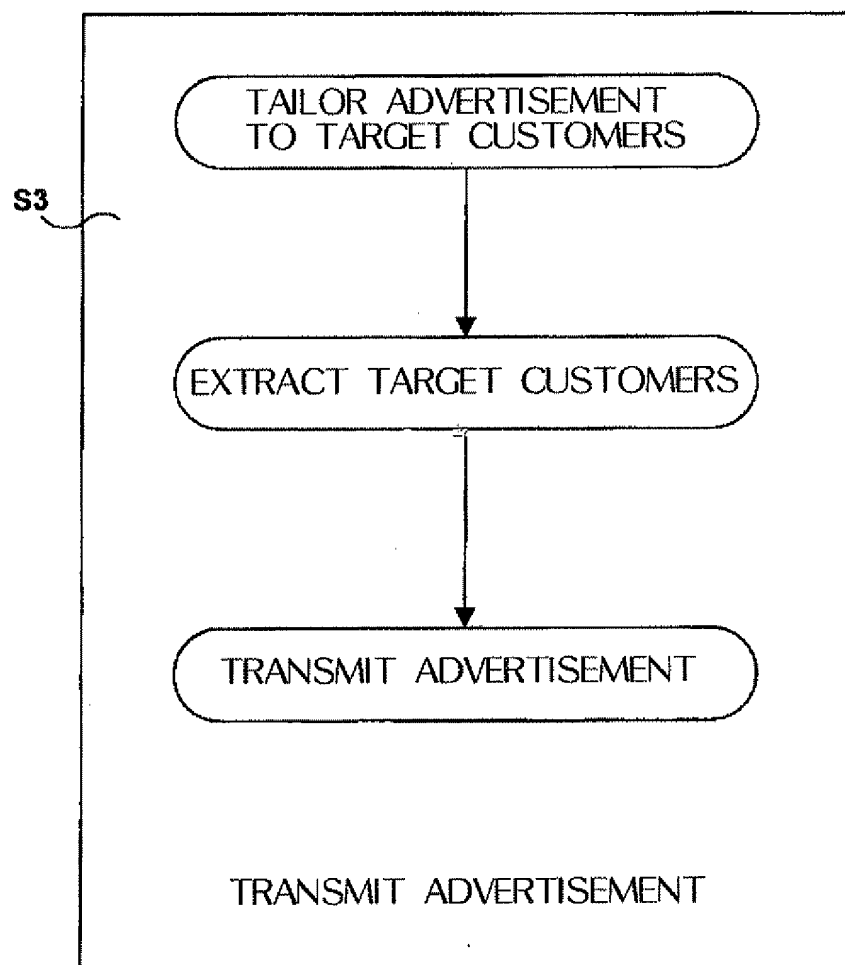 TAILOR ADVERTISEMENT
TO TARGET CUSTOMERS
S3
EXTRACT TARGET CUSTOMERS
TRANSMIT ADVERTISEMENT
TRANSMIT ADVERTISEMENT